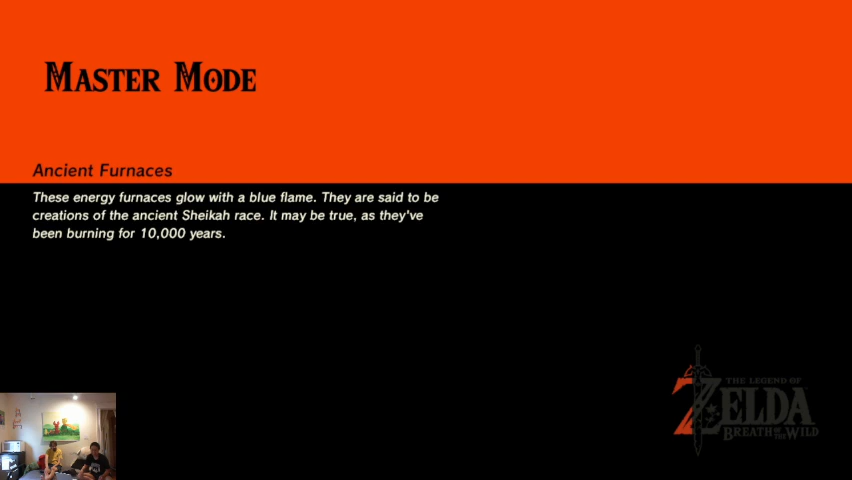 Master Mode
Ancient Furnaces
These energy furnaces glow with a blue flame. They are said to be
creations of the ancient Sheikah race. It may be true, as they've
been burning for 10,000 years.
THE LEGEND OF
ZELDA
BREATH OF THE WILD